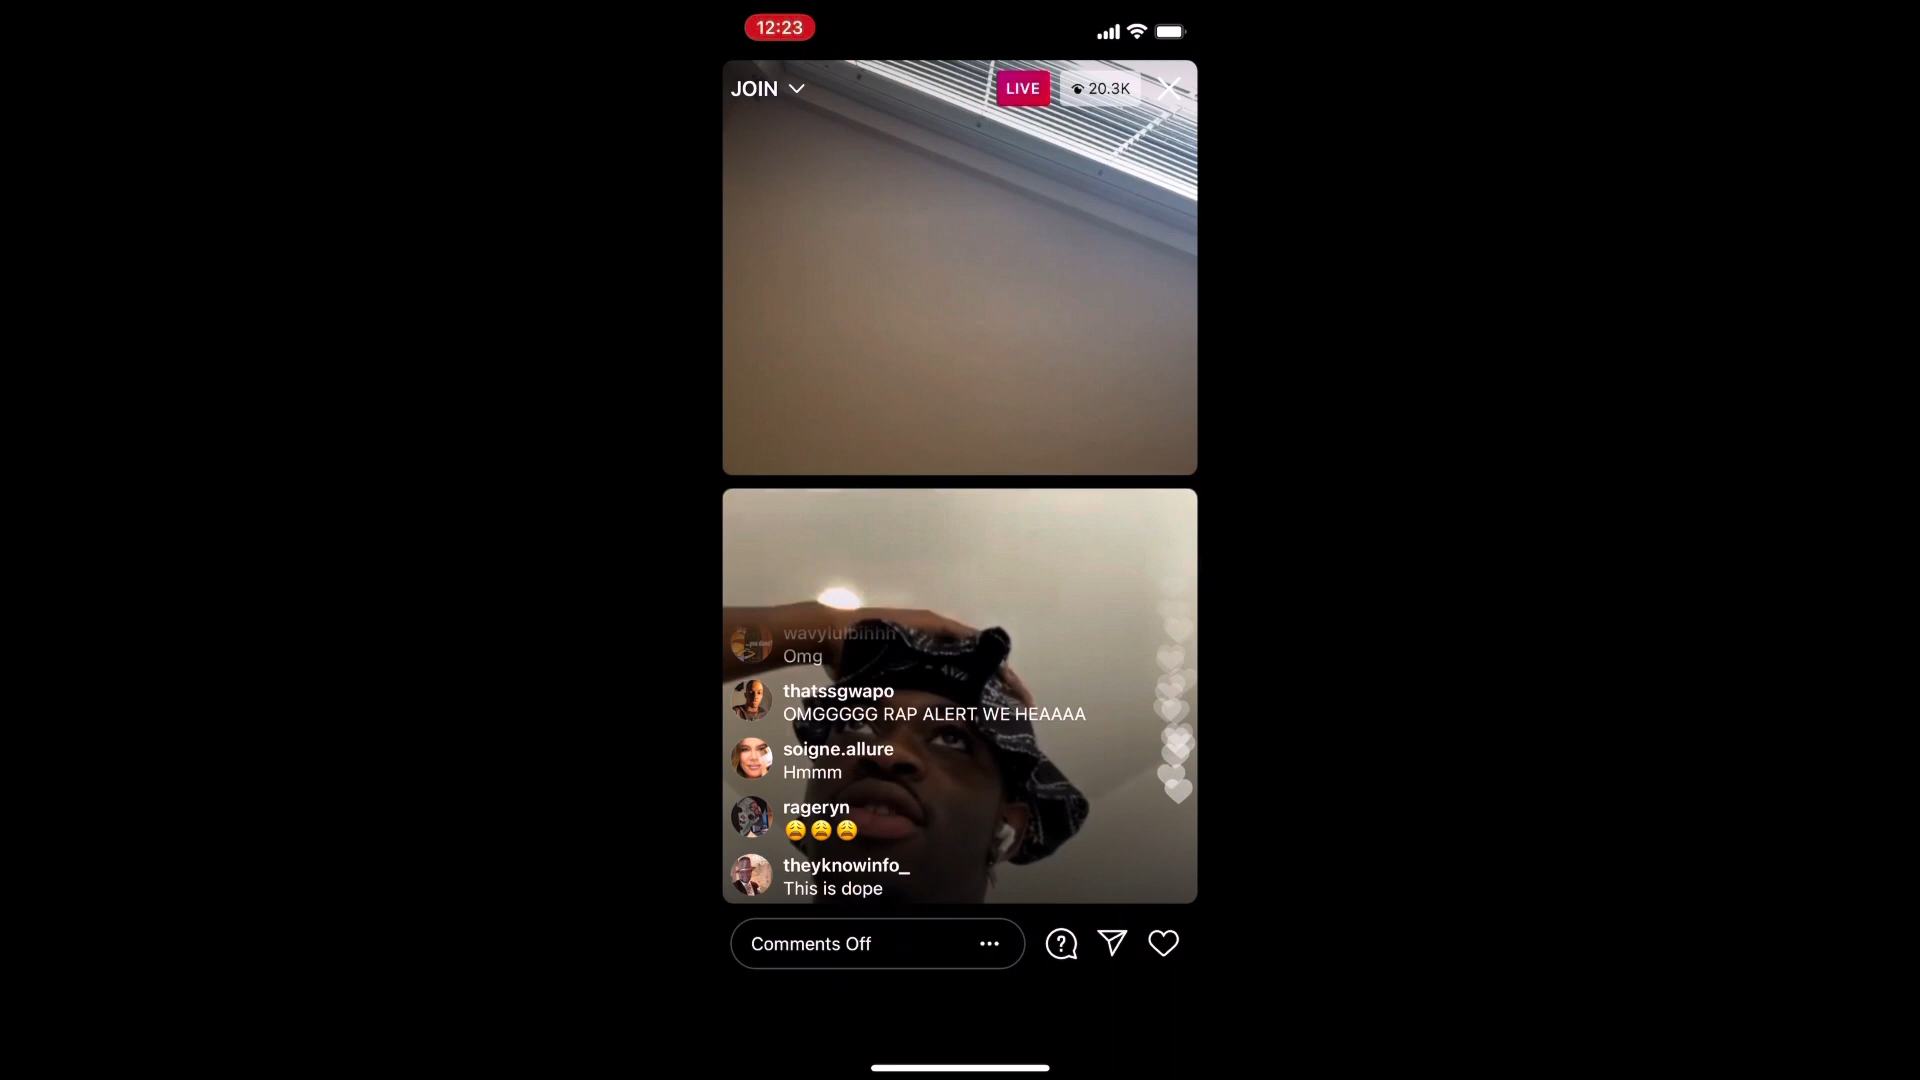 12:23
JOIN
LIVE
20.3K
wavylulbihhh
Omg
thatssgwapo
OMGGGGG RAP ALERT WE HEAAAA
soigne.allure
Hmmm
rageryn
😩😩😩
theyknowinfo_
This is dope
Comments Off